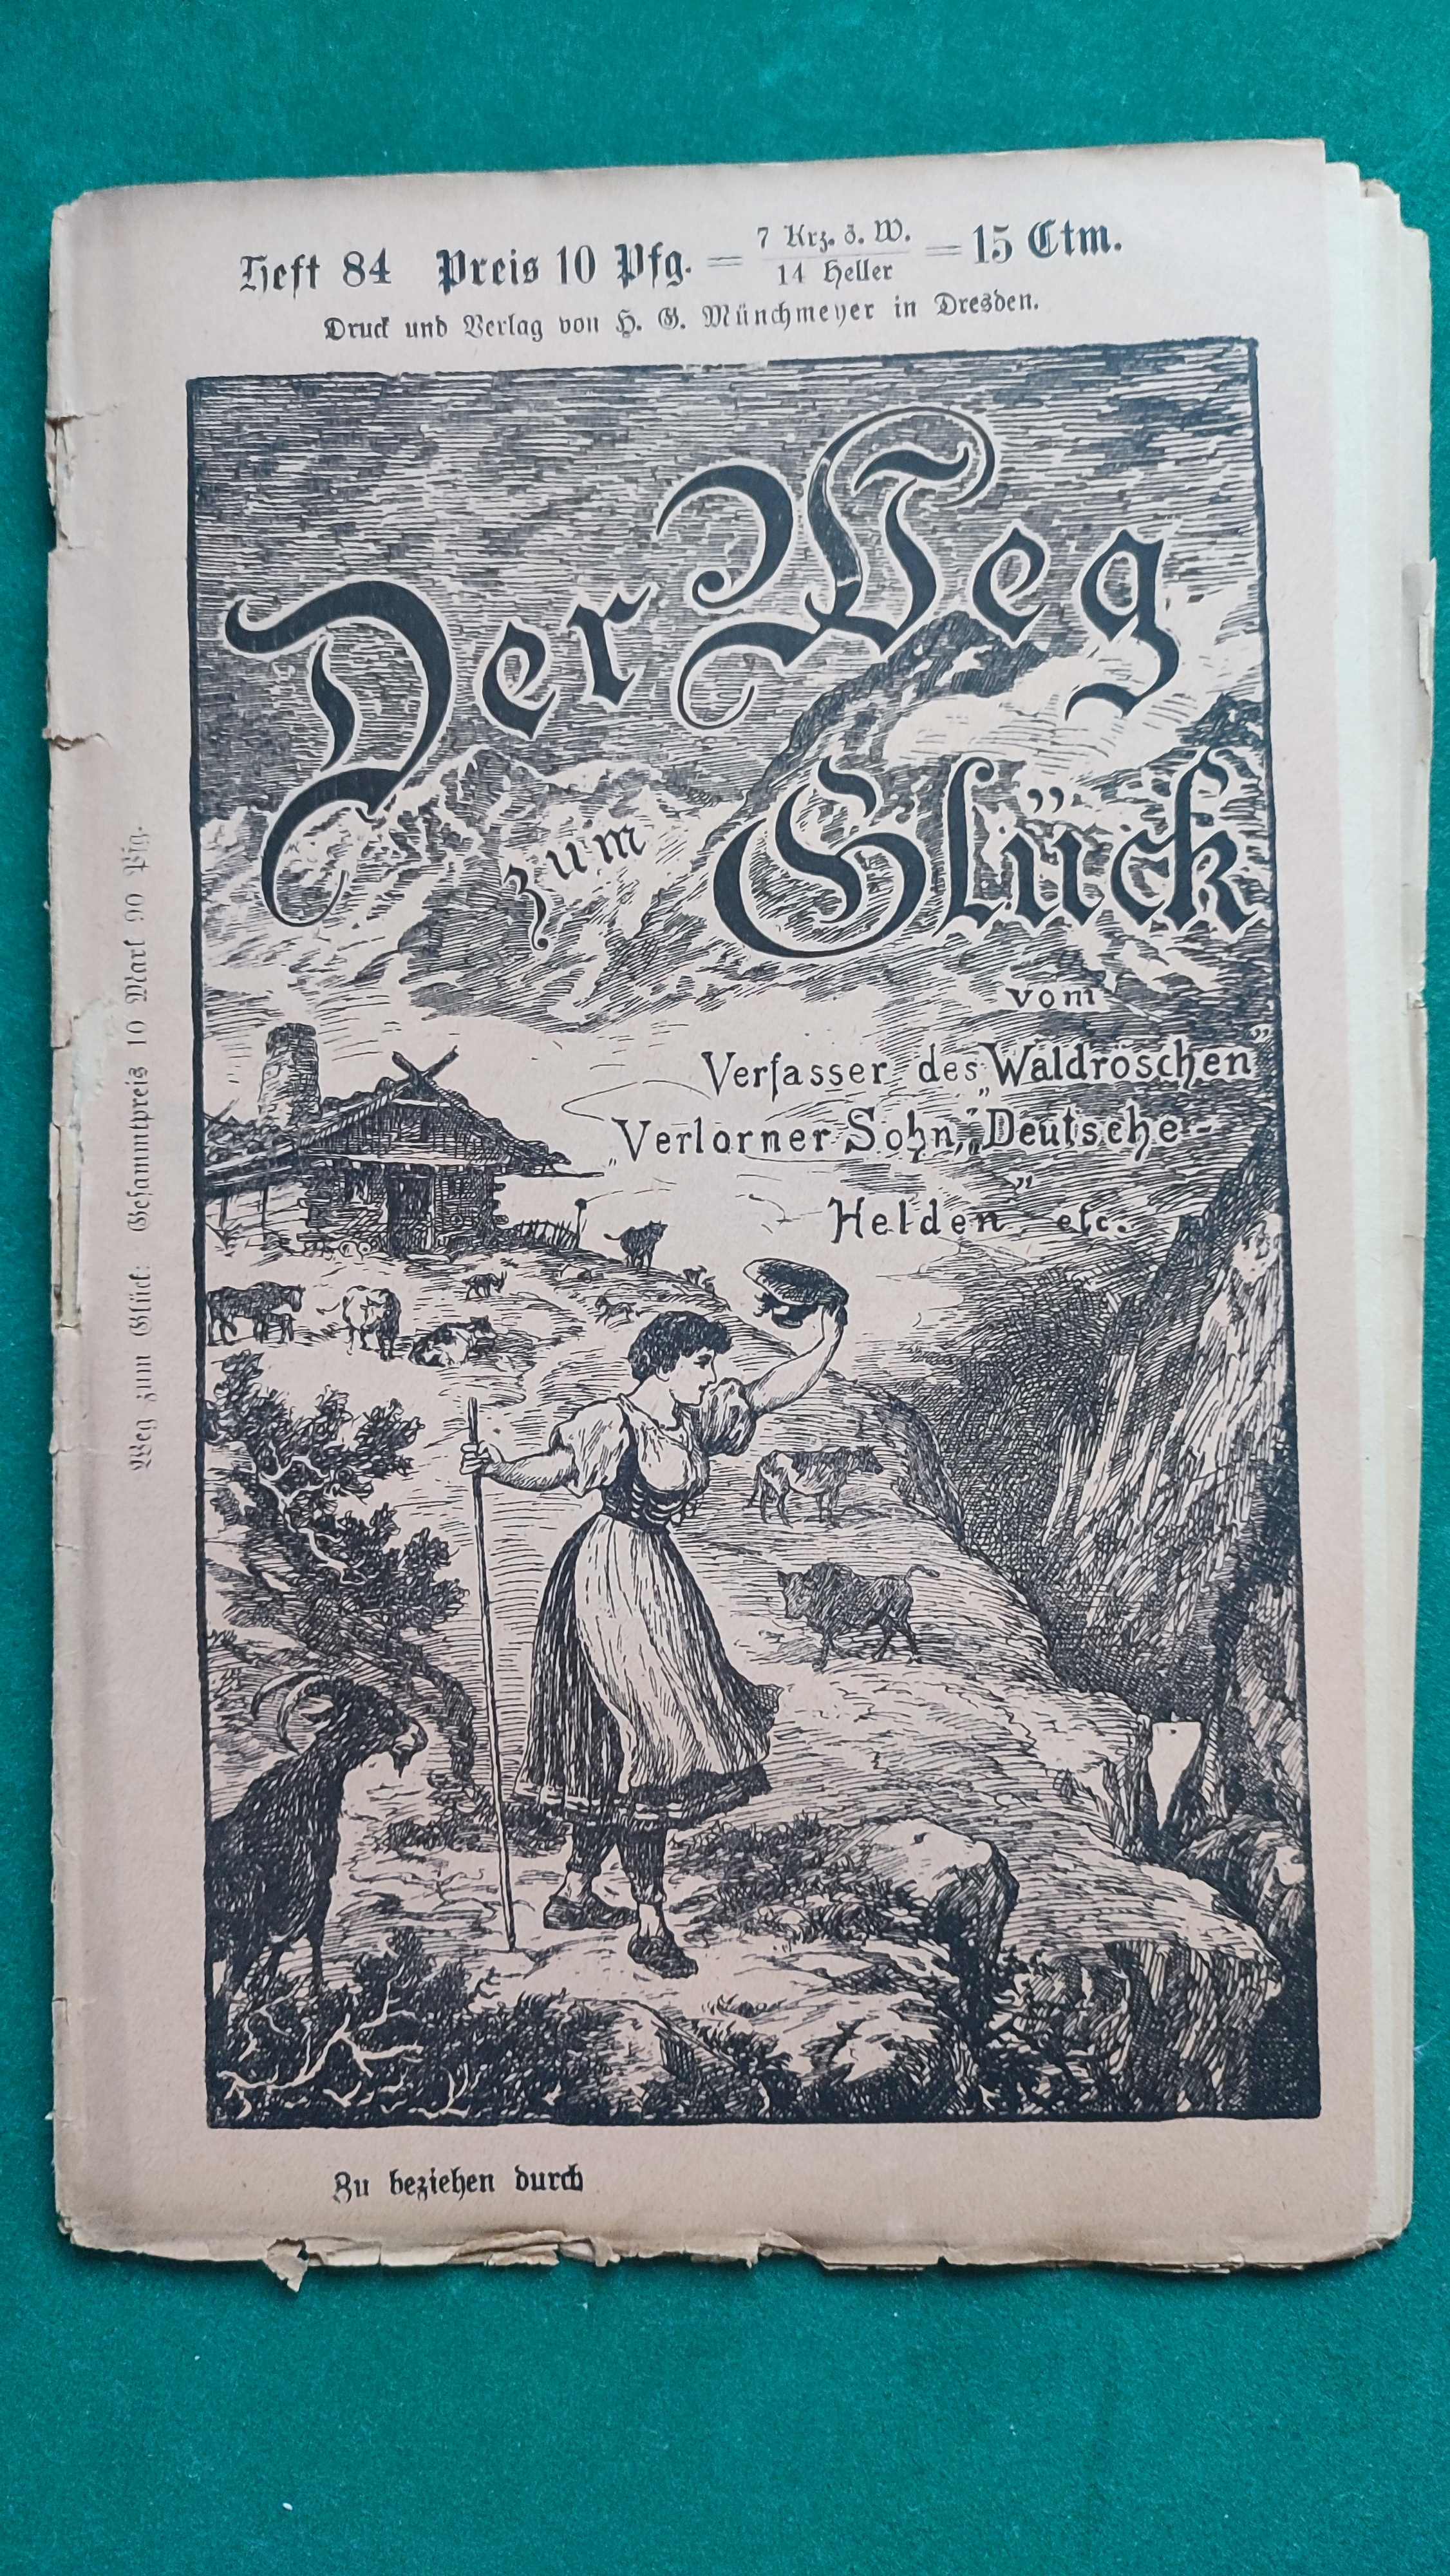 Heft 84 Preis 10 Pfg. = 7 Krz. ö. W. = 15 Ctm.
14 Heller
Druck und Verlag von H. G. Münchmeyer in Dresden.
Der Weg
zum Glück
vom
Verfasser des „Waldröschen”
„Verlorner Sohn,” „Deutsche-
Helden” etc.
Weg zum Glück: Gesammtpreis 10 Mark 90 Pfg.
Zu beziehen durch